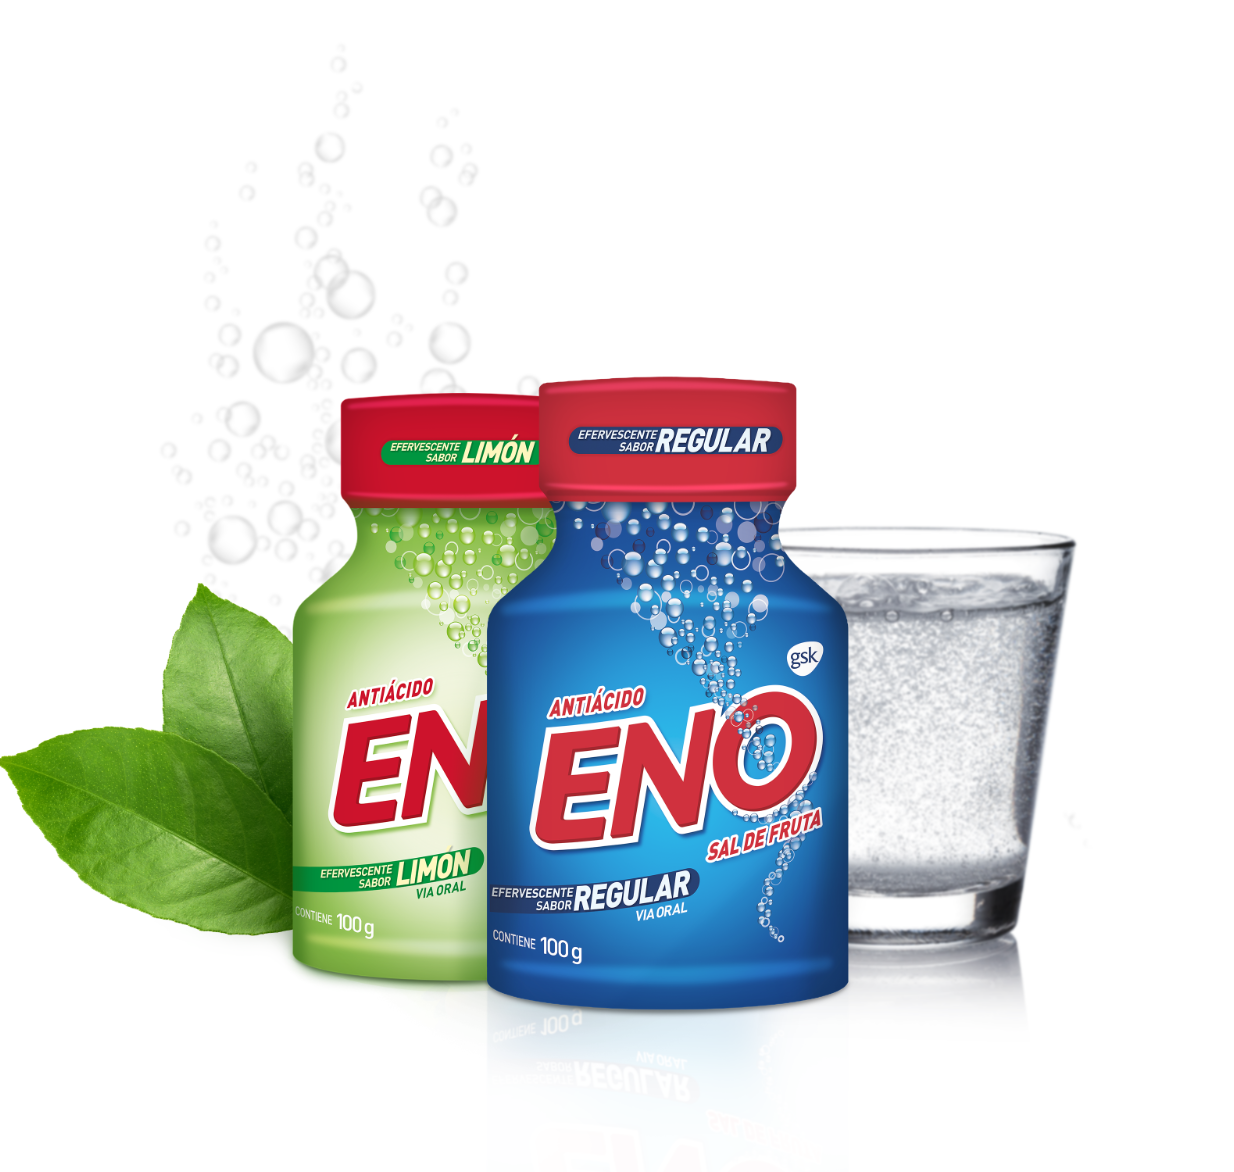 EFERVESCENTE
SABOR LIMÓN
ANTIÁCIDO
EN
EFERVESCENTE
SABOR LIMÓN
VIA ORAL
CONTIENE 100 g
EFERVESCENTE
SABOR REGULAR
gsk
ANTIÁCIDO
ENO
SAL DE FRUTA
EFERVESCENTE
SABOR REGULAR
VIA ORAL
CONTIENE 100 g